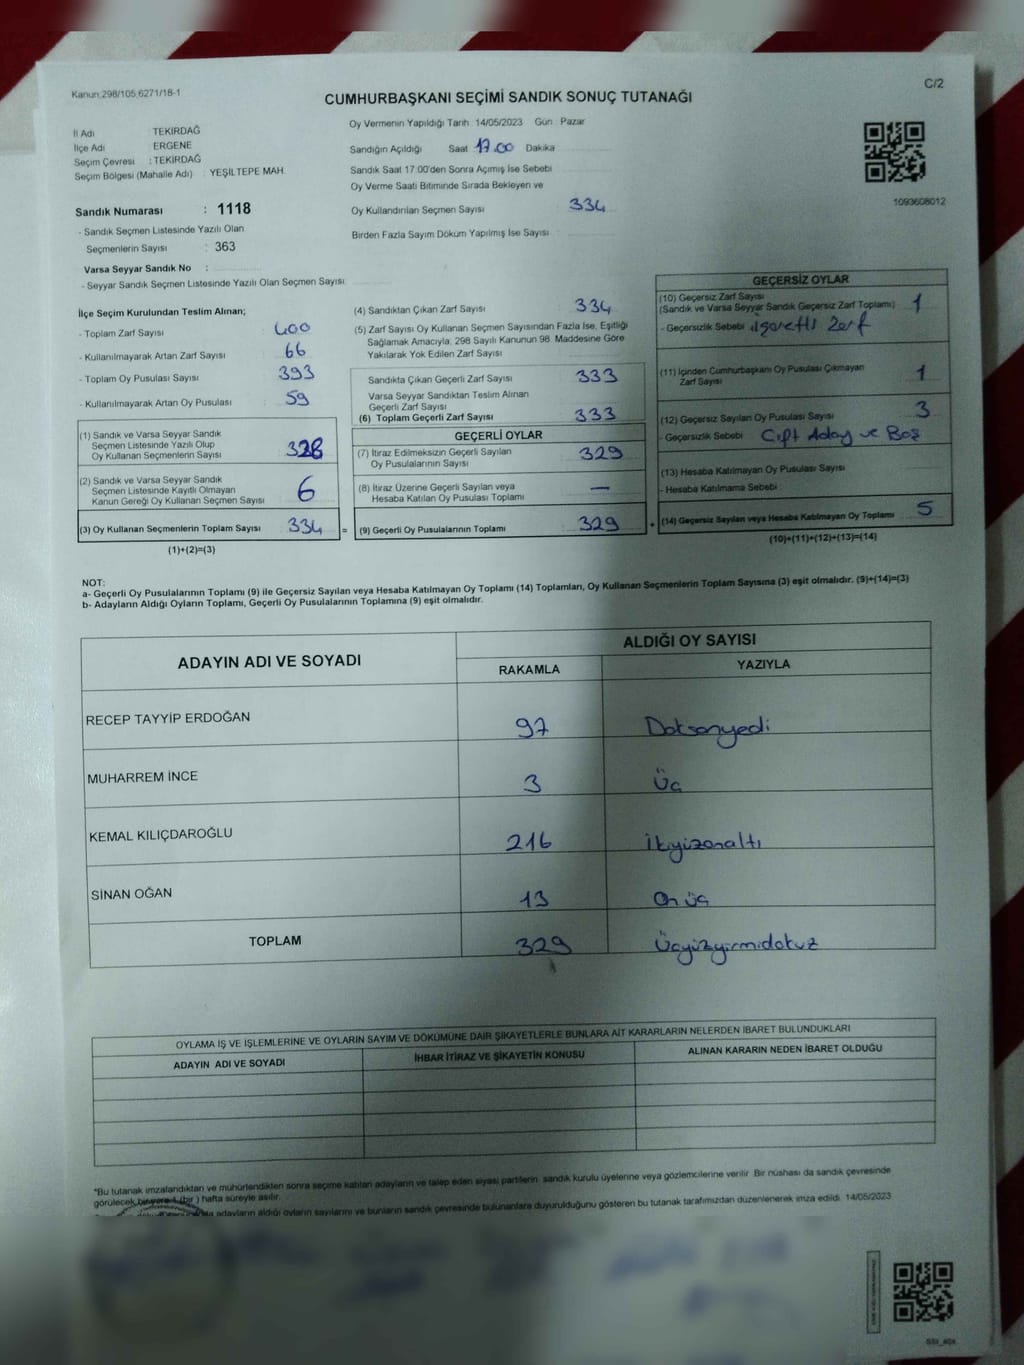 Kanun:298/105,6271/18-1
C/2
CUMHURBAŞKANI SEÇİMİ SANDIK SONUÇ TUTANAĞI
İl Adı TEKİRDAĞ
İlçe Adı ERGENE
Seçim Çevresi : TEKİRDAĞ
Seçim Bölgesi (Mahalle Adı) : YEŞİLTEPE MAH.
Sandık Numarası : 1118
- Sandık Seçmen Listesinde Yazılı Olan
Seçmenlerin Sayısı : 363
Varsa Seyyar Sandık No :
- Seyyar Sandık Seçmen Listesinde Yazılı Olan Seçmen Sayısı:
Oy Vermenin Yapıldığı Tarih : 14/05/2023 Gün : Pazar
Sandığın Açıldığı Saat 17.00 Dakika
Sandık Saat 17:00'den Sonra Açımış İse Sebebi
Oy Verme Saati Bitiminde Sırada Bekleyen ve
Oy Kullandırılan Seçmen Sayısı 334
Birden Fazla Sayım Döküm Yapılmış İse Sayısı :
1093608012
İlçe Seçim Kurulundan Teslim Alınan;
- Toplam Zarf Sayısı : 400
- Kullanılmayarak Artan Zarf Sayısı : 66
- Toplam Oy Pusulası Sayısı : 393
- Kullanılmayarak Artan Oy Pusulası : 59
(1) Sandık ve Varsa Seyyar Sandık
Seçmen Listesinde Yazılı Olup
Oy Kullanan Seçmenlerin Sayısı 328
(2) Sandık ve Varsa Seyyar Sandık
Seçmen Listesinde Kayıtlı Olmayan
Kanun Gereği Oy Kullanan Seçmen Sayısı 6
(3) Oy Kullanan Seçmenlerin Toplam Sayısı 334 =
(1)+(2)=(3)
(4) Sandıktan Çıkan Zarf Sayısı 334
(5) Zarf Sayısı Oy Kullanan Seçmen Sayısından Fazla İse, Eşitliği
Sağlamak Amacıyla, 298 Sayılı Kanunun 98. Maddesine Göre
Yakılarak Yok Edilen Zarf Sayısı
Sandıkta Çıkan Geçerli Zarf Sayısı 333
Varsa Seyyar Sandıktan Teslim Alınan
Geçerli Zarf Sayısı
(6) Toplam Geçerli Zarf Sayısı 333
GEÇERLİ OYLAR
(7) İtiraz Edilmeksizin Geçerli Sayılan
Oy Pusulalarının Sayısı 329
(8) İtiraz Üzerine Geçerli Sayılan veya
Hesaba Katılan Oy Pusulası Toplamı —
(9) Geçerli Oy Pusulalarının Toplamı 329 +
GEÇERSİZ OYLAR
(10) Geçersiz Zarf Sayısı
(Sandık ve Varsa Seyyar Sandık Geçersiz Zarf Toplamı) 1
- Geçersizlik Sebebi işaretli Zarf
(11) İçinden Cumhurbaşkanı Oy Pusulası Çıkmayan
Zarf Sayısı 1
(12) Geçersiz Sayılan Oy Pusulası Sayısı 3
- Geçersizlik Sebebi Çift Aday ve Boş
(13) Hesaba Katılmayan Oy Pusulası Sayısı
- Hesaba Katılmama Sebebi :
(14) Geçersiz Sayılan veya Hesaba Katılmayan Oy Toplamı 5
(10)+(11)+(12)+(13)=(14)
NOT:
a- Geçerli Oy Pusulalarının Toplamı (9) ile Geçersiz Sayılan veya Hesaba Katılmayan Oy Toplamı (14) Toplamları, Oy Kullanan Seçmenlerin Toplam Sayısına (3) eşit olmalıdır. (9)+(14)=(3)
b- Adayların Aldığı Oyların Toplamı, Geçerli Oy Pusulalarının Toplamına (9) eşit olmalıdır.
ADAYIN ADI VE SOYADI
ALDIĞI OY SAYISI
RAKAMLA YAZIYLA
RECEP TAYYİP ERDOĞAN 97 Doksanyedi
MUHARREM İNCE 3 Üç
KEMAL KILIÇDAROĞLU 216 İkiyüzonaltı
SİNAN OĞAN 13 On üç
TOPLAM 329 Üçyüzyirmidokuz
OYLAMA İŞ VE İŞLEMLERİNE VE OYLARIN SAYIM VE DÖKÜMÜNE DAİR ŞİKAYETLERLE BUNLARA AİT KARARLARIN NELERDEN İBARET BULUNDUKLARI
ADAYIN ADI VE SOYADI İHBAR İTİRAZ VE ŞİKAYETİN KONUSU ALINAN KARARIN NEDEN İBARET OLDUĞU
*Bu tutanak imzalandıktan ve mühürlendikten sonra seçime katılan adayların ve talep eden siyasi partilerin sandık kurulu üyelerine veya gözlemcilerine verilir. Bir nüshası da sandık çevresinde
görülecek bir yere 1 (bir) hafta süreyle asılır.
adayların aldığı oyların sayılarını ve bunların sandık çevresinde bulunanlara duyurulduğunu gösteren bu tutanak tarafımızdan düzenlenerek imza edildi. 14/05/2023